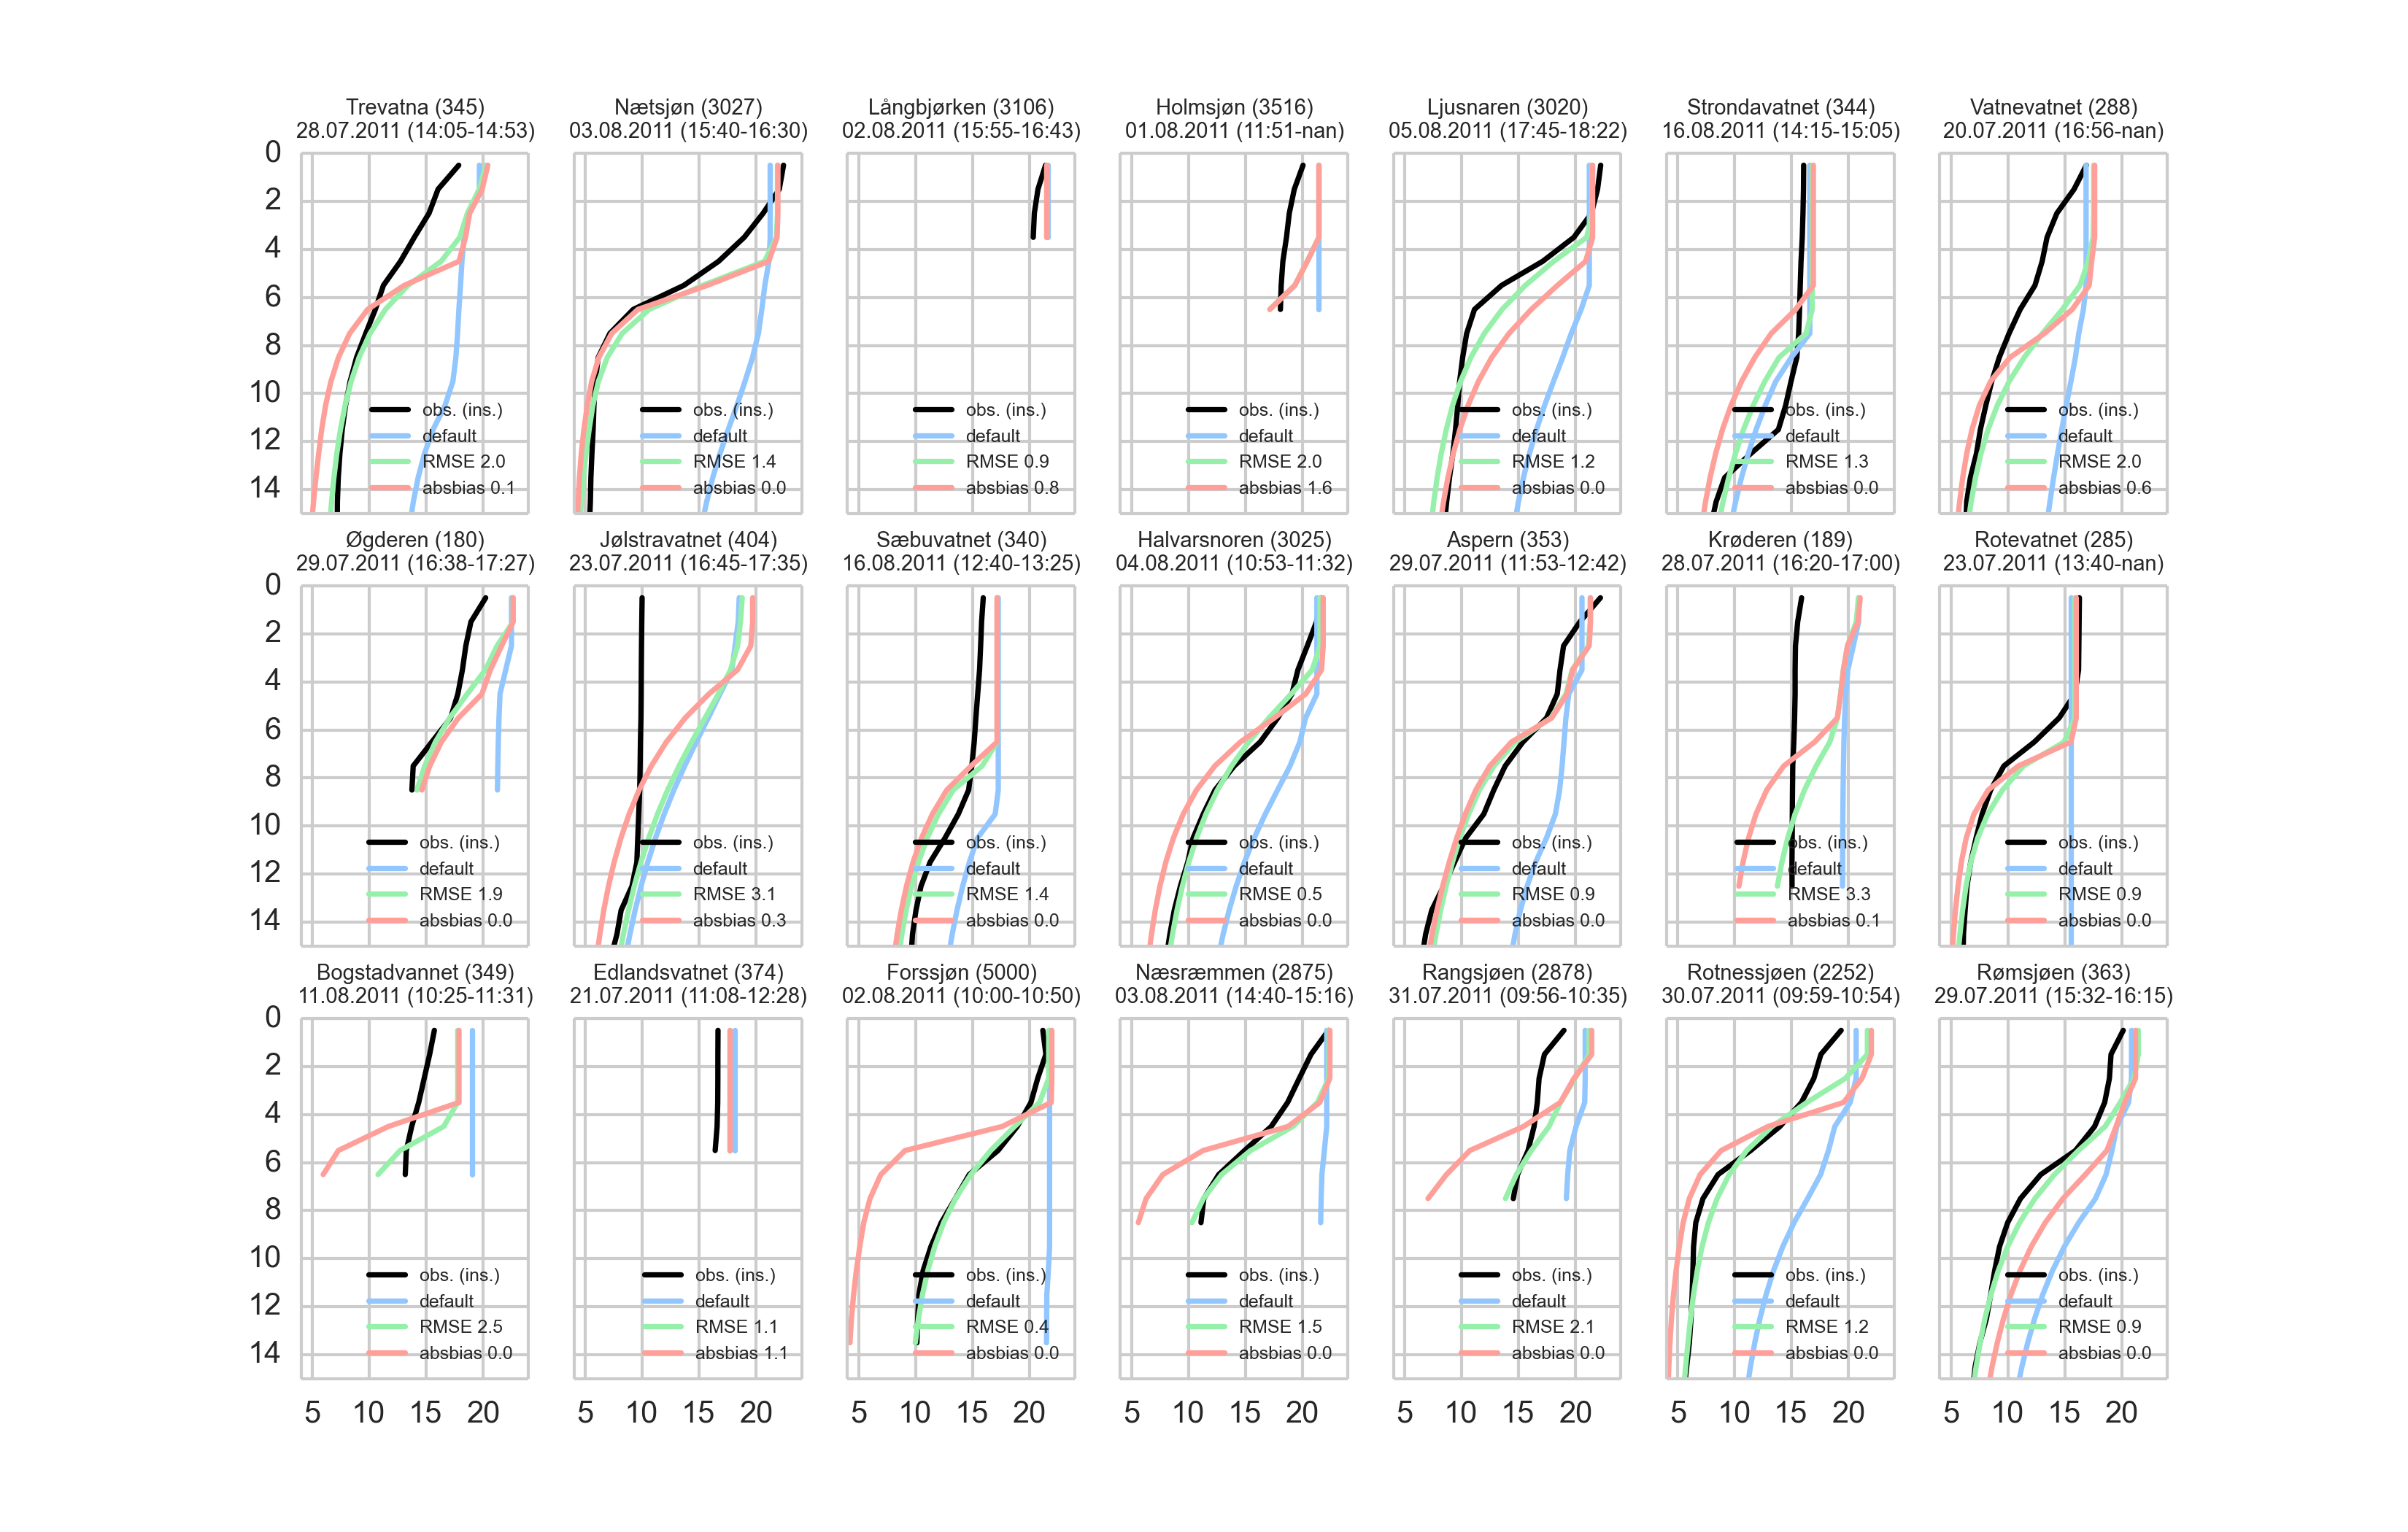 Trevatna (345)
28.07.2011 (14:05-14:53)
Nætsjøn (3027)
03.08.2011 (15:40-16:30)
Långbjørken (3106)
02.08.2011 (15:55-16:43)
Holmsjøn (3516)
01.08.2011 (11:51-nan)
Ljusnaren (3020)
05.08.2011 (17:45-18:22)
Strondavatnet (344)
16.08.2011 (14:15-15:05)
Vatnevatnet (288)
20.07.2011 (16:56-nan)
0
2
4
6
8
10
12
14
obs. (ins.)
default
RMSE 2.0
absbias 0.1
obs. (ins.)
default
RMSE 1.4
absbias 0.0
obs. (ins.)
default
RMSE 0.9
absbias 0.8
obs. (ins.)
default
RMSE 2.0
absbias 1.6
obs. (ins.)
default
RMSE 1.2
absbias 0.0
obs. (ins.)
default
RMSE 1.3
absbias 0.0
obs. (ins.)
default
RMSE 2.0
absbias 0.6
Øgderen (180)
29.07.2011 (16:38-17:27)
Jølstravatnet (404)
23.07.2011 (16:45-17:35)
Sæbuvatnet (340)
16.08.2011 (12:40-13:25)
Halvarsnoren (3025)
04.08.2011 (10:53-11:32)
Aspern (353)
29.07.2011 (11:53-12:42)
Krøderen (189)
28.07.2011 (16:20-17:00)
Rotevatnet (285)
23.07.2011 (13:40-nan)
0
2
4
6
8
10
12
14
obs. (ins.)
default
RMSE 1.9
absbias 0.0
obs. (ins.)
default
RMSE 3.1
absbias 0.3
obs. (ins.)
default
RMSE 1.4
absbias 0.0
obs. (ins.)
default
RMSE 0.5
absbias 0.0
obs. (ins.)
default
RMSE 0.9
absbias 0.0
obs. (ins.)
default
RMSE 3.3
absbias 0.1
obs. (ins.)
default
RMSE 0.9
absbias 0.0
Bogstadvannet (349)
11.08.2011 (10:25-11:31)
Edlandsvatnet (374)
21.07.2011 (11:08-12:28)
Forssjøn (5000)
02.08.2011 (10:00-10:50)
Næsræmmen (2875)
03.08.2011 (14:40-15:16)
Rangsjøen (2878)
31.07.2011 (09:56-10:35)
Rotnessjøen (2252)
30.07.2011 (09:59-10:54)
Rømsjøen (363)
29.07.2011 (15:32-16:15)
0
2
4
6
8
10
12
14
obs. (ins.)
default
RMSE 2.5
absbias 0.0
obs. (ins.)
default
RMSE 1.1
absbias 1.1
obs. (ins.)
default
RMSE 0.4
absbias 0.0
obs. (ins.)
default
RMSE 1.5
absbias 0.0
obs. (ins.)
default
RMSE 2.1
absbias 0.0
obs. (ins.)
default
RMSE 1.2
absbias 0.0
obs. (ins.)
default
RMSE 0.9
absbias 0.0
5 10 15 20
5 10 15 20
5 10 15 20
5 10 15 20
5 10 15 20
5 10 15 20
5 10 15 20